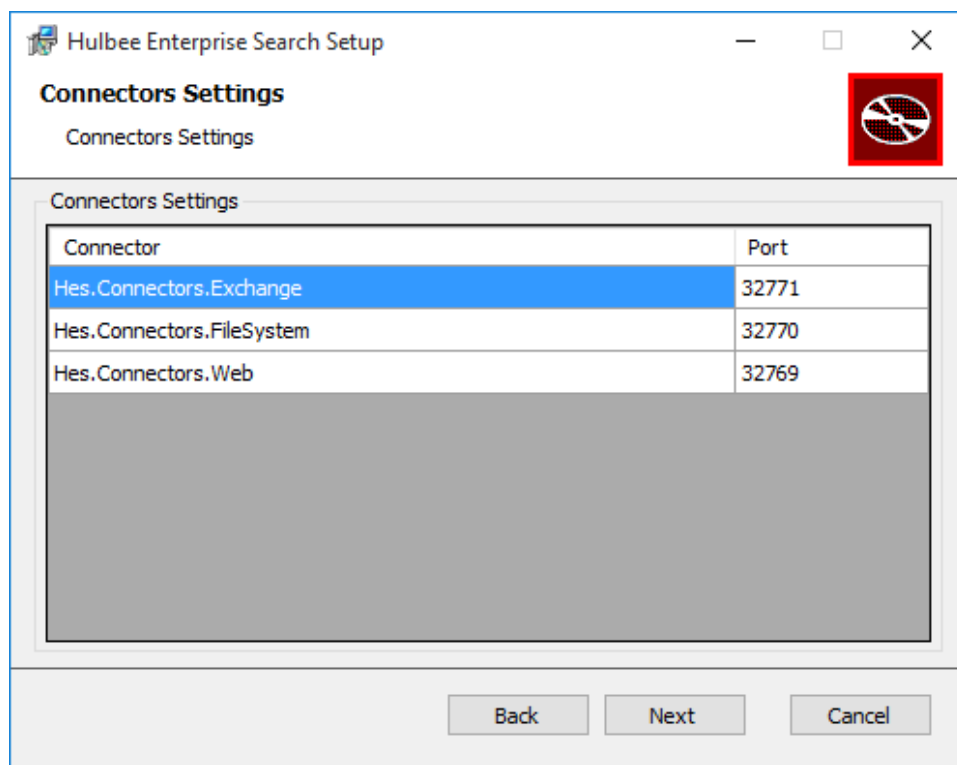 Hulbee Enterprise Search Setup
Connectors Settings
Connectors Settings
Connectors Settings
Connector Port
Hes.Connectors.Exchange 32771
Hes.Connectors.FileSystem 32770
Hes.Connectors.Web 32769
Back Next Cancel